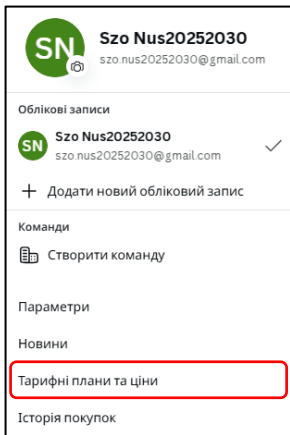 SN
Szo Nus20252030
szo.nus20252030@gmail.com
Облікові записи
SN
Szo Nus20252030
szo.nus20252030@gmail.com
+ Додати новий обліковий запис
Команди
Створити команду
Параметри
Новини
Тарифні плани та ціни
Історія покупок